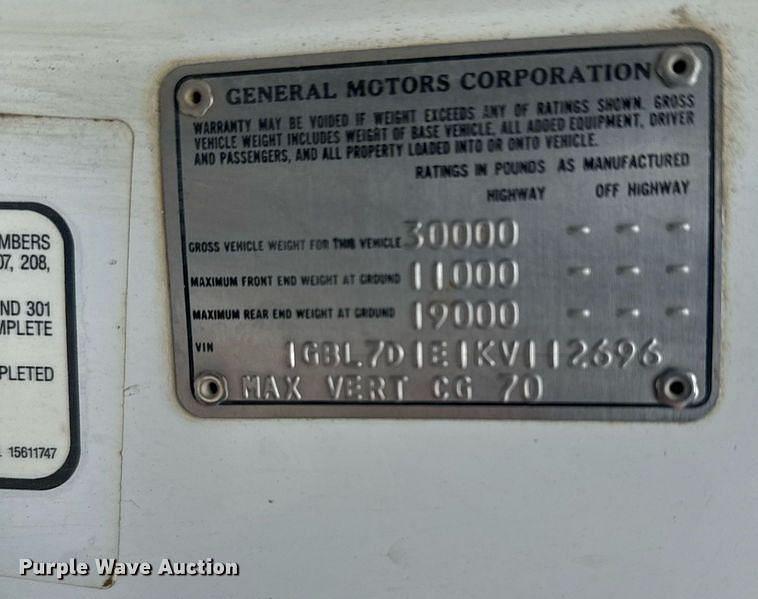 GENERAL MOTORS CORPORATION
WARRANTY MAY BE VOIDED IF WEIGHT EXCEEDS ANY OF RATINGS SHOWN. GROSS
VEHICLE WEIGHT INCLUDES WEIGHT OF BASE VEHICLE, ALL ADDED EQUIPMENT, DRIVER
AND PASSENGERS, AND ALL PROPERTY LOADED INTO OR ONTO VEHICLE.
RATINGS IN POUNDS AS MANUFACTURED
HIGHWAY OFF HIGHWAY
GROSS VEHICLE WEIGHT FOR THIS VEHICLE 30000 - - -
MAXIMUM FRONT END WEIGHT AT GROUND 11000 - - -
MAXIMUM REAR END WEIGHT AT GROUND 19000 - - -
VIN 1GBL7D1E1KV112696
MAX VERT CG 70
MBERS
07, 208,
ND 301
MPLETE
PLETED
15611747
Purple Wave Auction